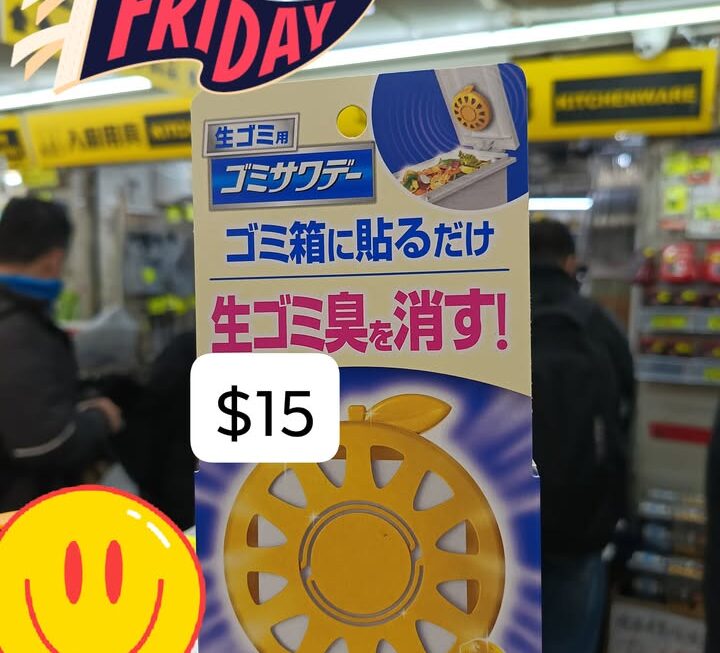 FRIDAY
KITCHENWARE
生ゴミ用
ゴミサワデー
ゴミ箱に貼るだけ
生ゴミ臭を消す!
$15